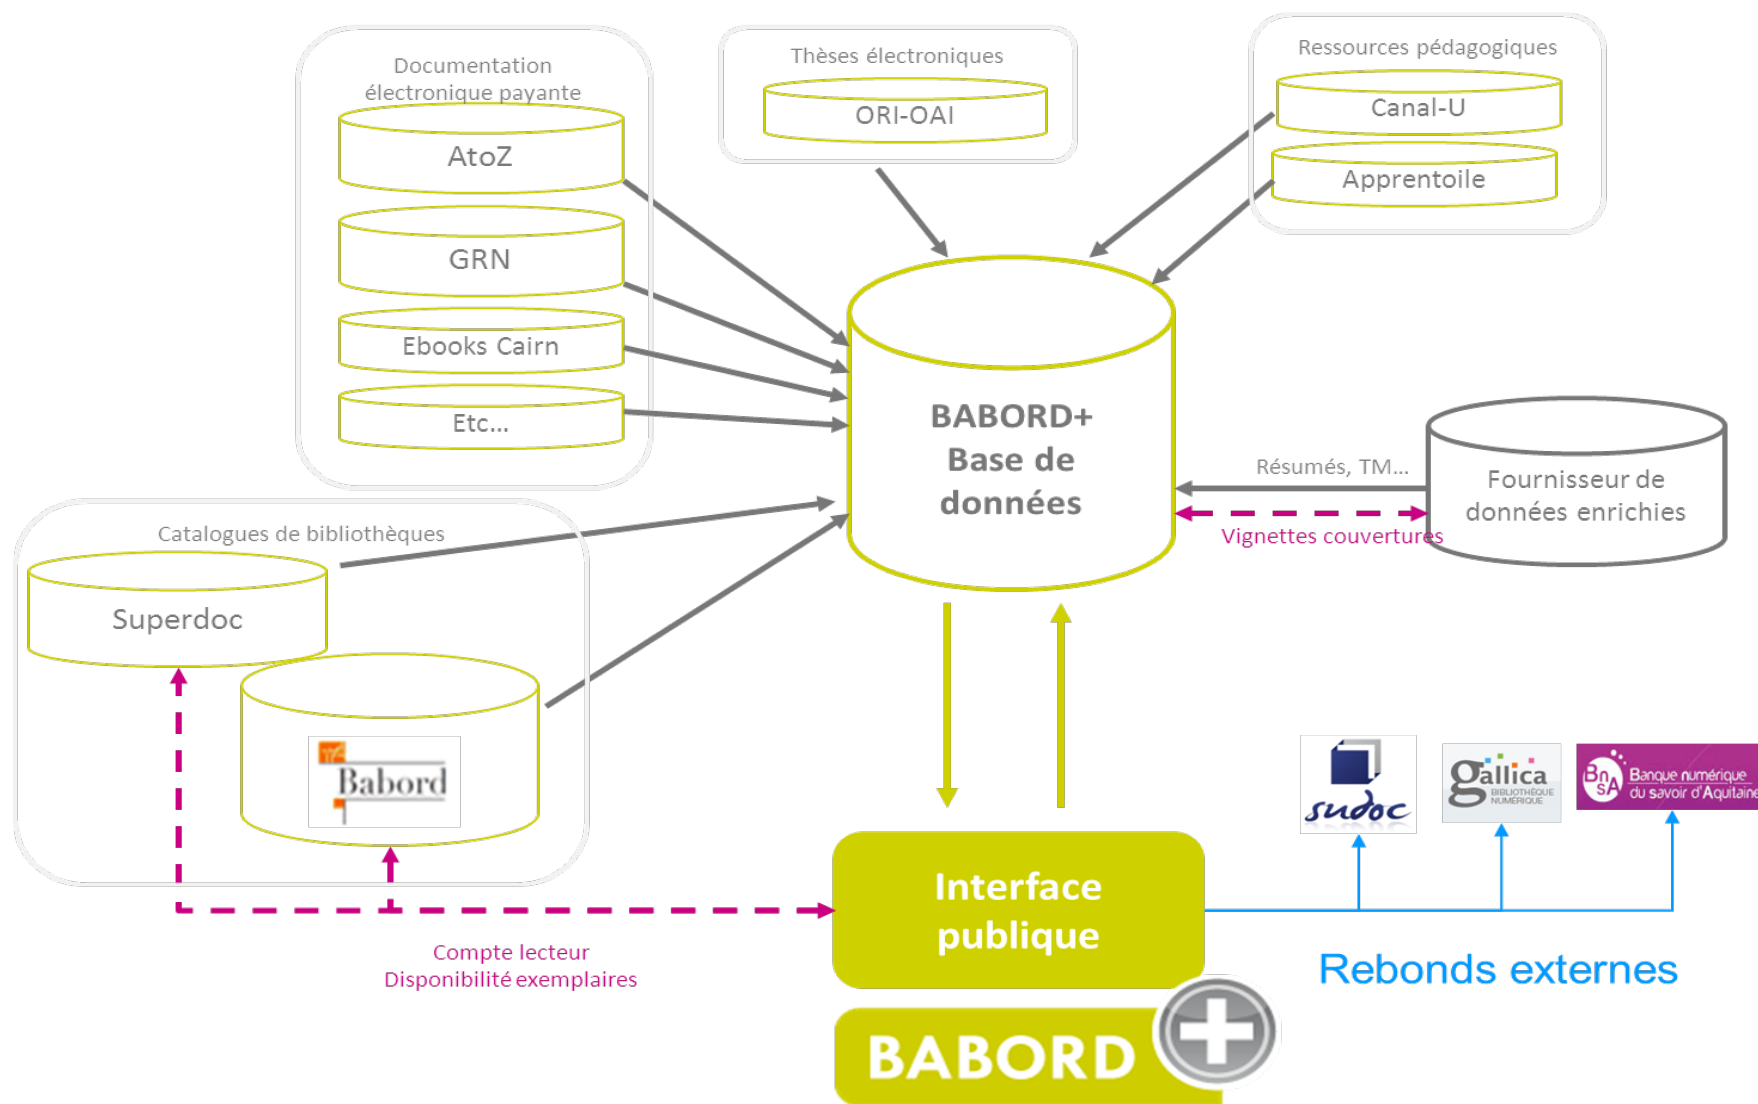 Documentation
électronique payante
AtoZ
GRN
Ebooks Cairn
Etc...
Thèses électroniques
ORI-OAI
Ressources pédagogiques
Canal-U
Apprentoile
BABORD+
Base de
données
Résumés, TM...
Vignettes couvertures
Fournisseur de
données enrichies
Catalogues de bibliothèques
Superdoc
Babord
Compte lecteur
Disponibilité exemplaires
Interface
publique
BABORD
sudoc
gallica
BIBLIOTHÈQUE
NUMÉRIQUE
BnSA
Banque numérique
du savoir d'Aquitaine
Rebonds externes